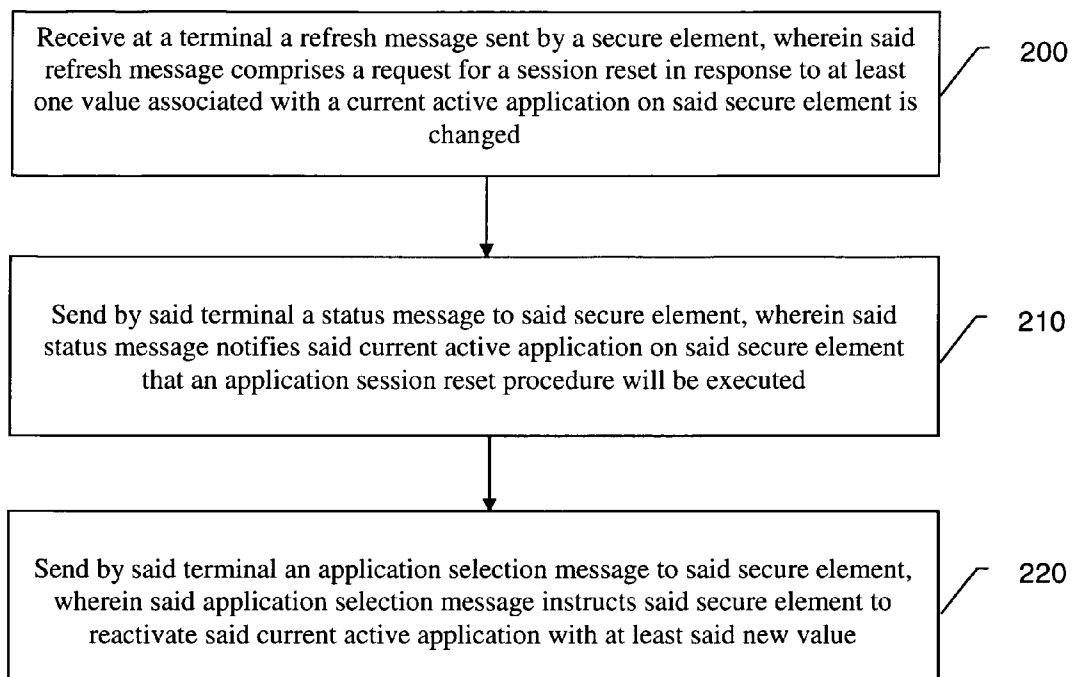 Receive at a terminal a refresh message sent by a secure element, wherein said
refresh message comprises a request for a session reset in response to at least
one value associated with a current active application on said secure element is
changed
200
Send by said terminal a status message to said secure element, wherein said
status message notifies said current active application on said secure element
that an application session reset procedure will be executed
210
Send by said terminal an application selection message to said secure element,
wherein said application selection message instructs said secure element to
reactivate said current active application with at least said new value
220